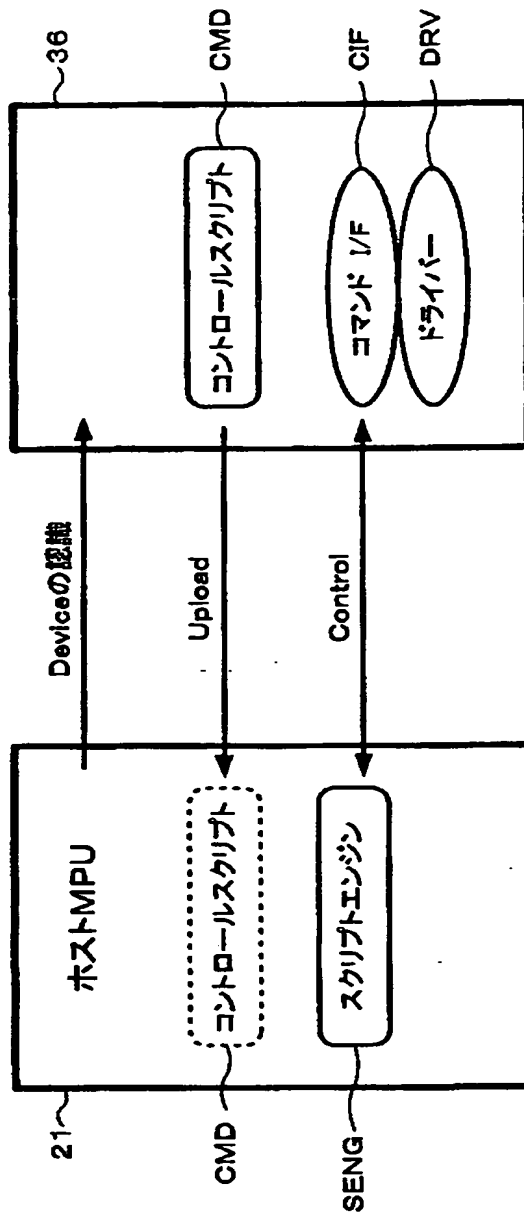 21
ホストMPU
CMD
コントロールスクリプト
SENG
スクリプトエンジン
Deviceの認識
Upload
Control
36
コントロールスクリプト
CMD
コマンド I/F
CIF
ドライバー
DRV